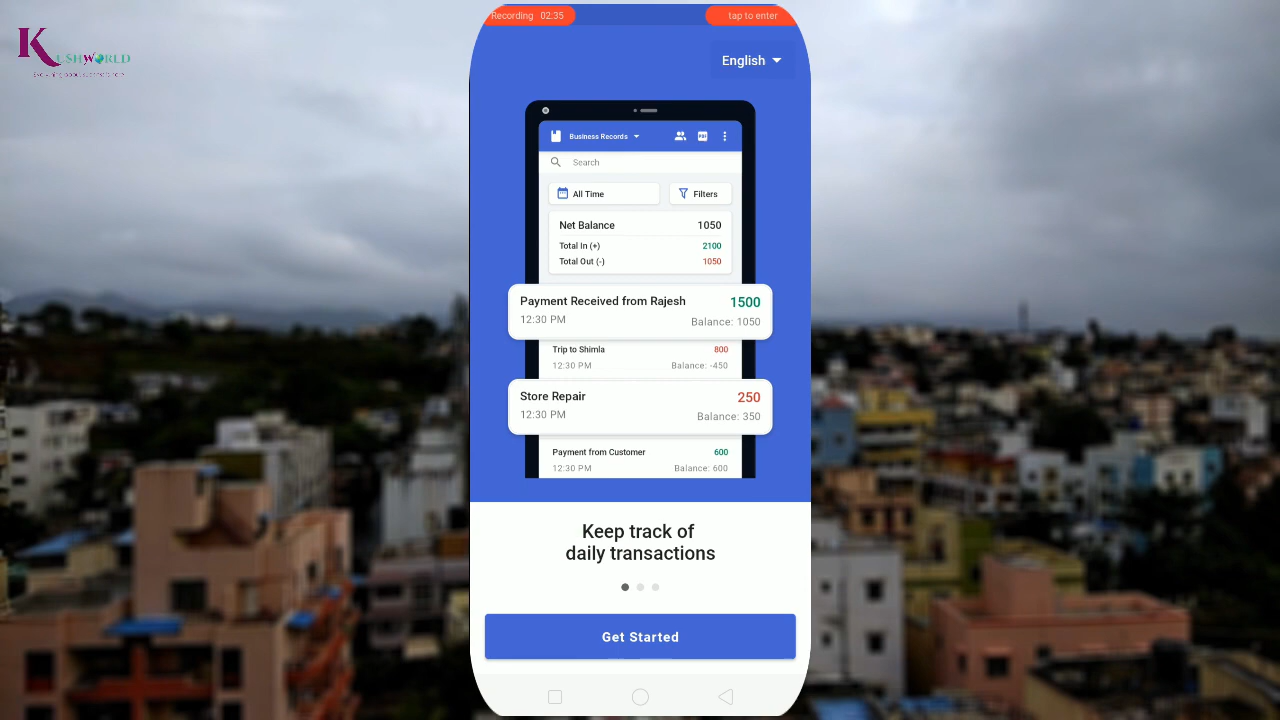 Recording 02:35
tap to enter
KUSHWORLD
English
Business Records
Search
All Time
Filters
Net Balance 1050
Total In (+) 2100
Total Out (-) 1050
Payment Received from Rajesh 1500
12:30 PM Balance: 1050
Trip to Shimla 800
12:30 PM Balance: -450
Store Repair 250
12:30 PM Balance: 350
Payment from Customer 600
12:30 PM Balance: 600
Keep track of
daily transactions
Get Started